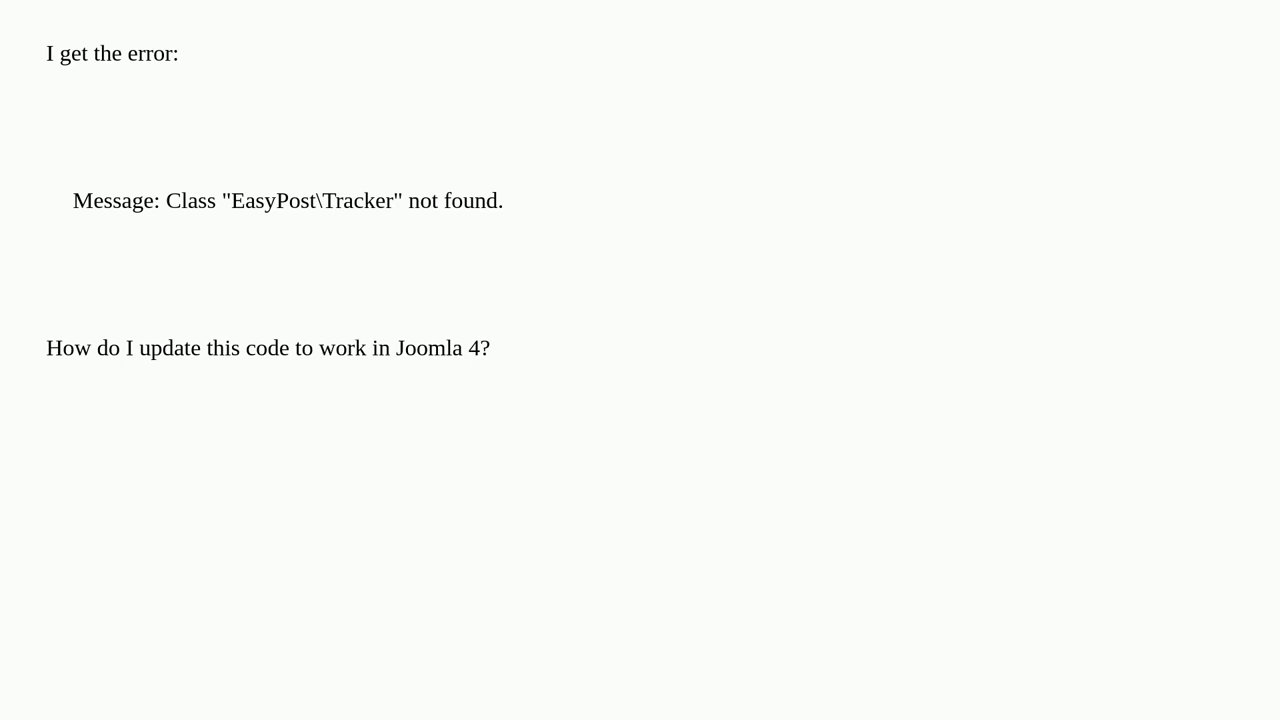 I get the error:
Message: Class "EasyPost\Tracker" not found.
How do I update this code to work in Joomla 4?